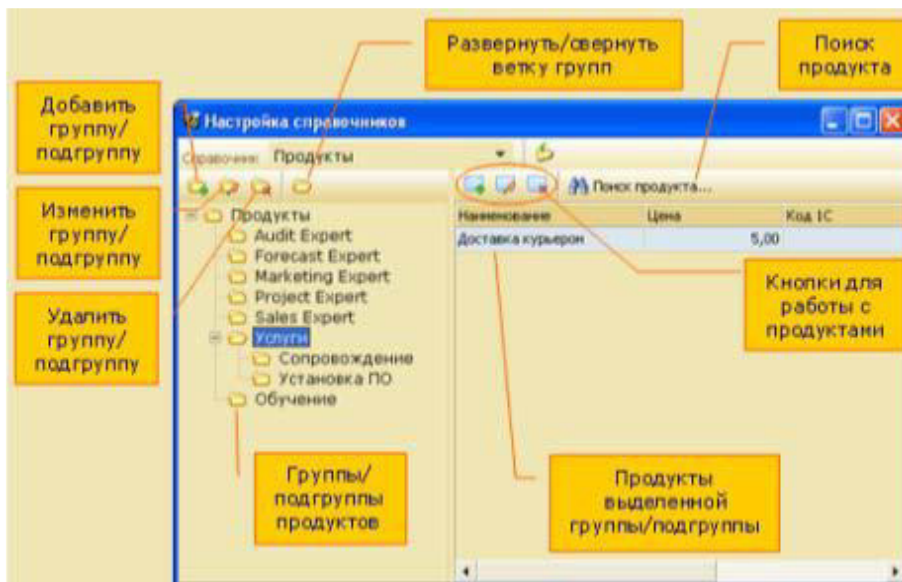 Развернуть/свернуть
ветку групп
Поиск
продукта
Добавить
группу/
подгруппу
Настройка справочников
Справочник: Продукты
Изменить
группу/
подгруппу
Поиск продукта...
Продукты
Audit Expert
Forecast Expert
Marketing Expert
Project Expert
Sales Expert
Услуги
Сопровождение
Установка ПО
Обучение
Наименование Цена Код 1С
Доставка курьером 5,00
Удалить
группу/
подгруппу
Кнопки для
работы с
продуктами
Группы/
подгруппы
продуктов
Продукты
выделенной
группы/подгруппы